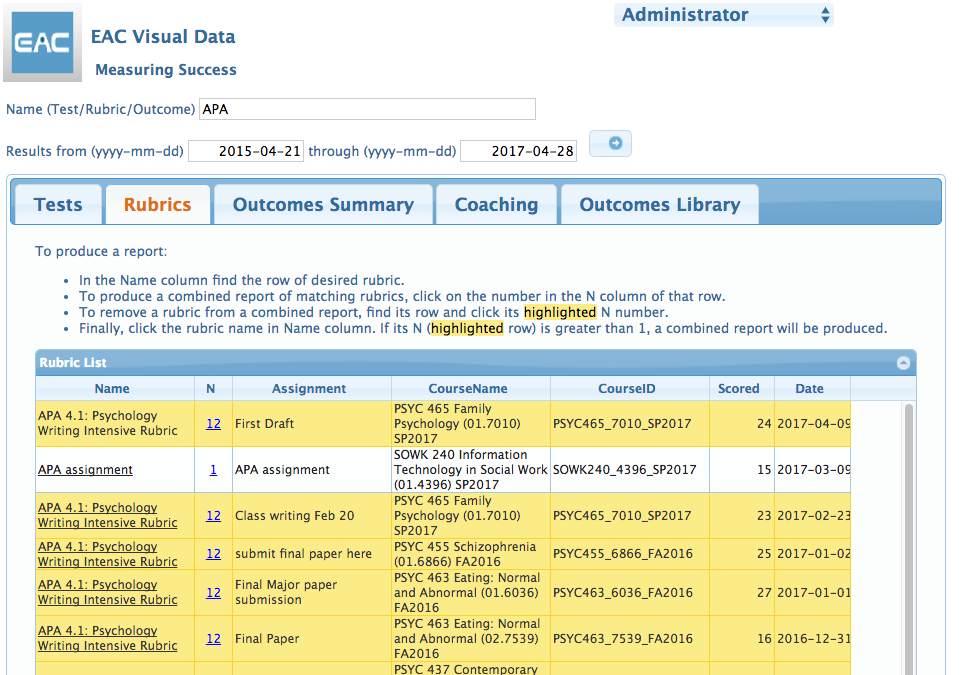 Administrator
EAC
EAC Visual Data
Measuring Success
Name (Test/Rubric/Outcome) APA
Results from (yyyy-mm-dd) 2015-04-21 through (yyyy-mm-dd) 2017-04-28
Tests Rubrics Outcomes Summary Coaching Outcomes Library
To produce a report:
• In the Name column find the row of desired rubric.
• To produce a combined report of matching rubrics, click on the number in the N column of that row.
• To remove a rubric from a combined report, find its row and click its highlighted N number.
• Finally, click the rubric name in Name column. If its N (highlighted row) is greater than 1, a combined report will be produced.
Rubric List
Name N Assignment CourseName CourseID Scored Date
APA 4.1: Psychology
Writing Intensive Rubric
12
First Draft
PSYC 465 Family
Psychology (01.7010)
SP2017
PSYC465_7010_SP2017
24
2017-04-09
APA assignment
1
APA assignment
SOWK 240 Information
Technology in Social Work
(01.4396) SP2017
SOWK240_4396_SP2017
15
2017-03-09
APA 4.1: Psychology
Writing Intensive Rubric
12
Class writing Feb 20
PSYC 465 Family
Psychology (01.7010)
SP2017
PSYC465_7010_SP2017
23
2017-02-23
APA 4.1: Psychology
Writing Intensive Rubric
12
submit final paper here
PSYC 455 Schizophrenia
(01.6866) FA2016
PSYC455_6866_FA2016
25
2017-01-02
APA 4.1: Psychology
Writing Intensive Rubric
12
Final Major paper
submission
PSYC 463 Eating: Normal
and Abnormal (01.6036)
FA2016
PSYC463_6036_FA2016
27
2017-01-01
APA 4.1: Psychology
Writing Intensive Rubric
12
Final Paper
PSYC 463 Eating: Normal
and Abnormal (02.7539)
FA2016
PSYC463_7539_FA2016
16
2016-12-31
PSYC 437 Contemporary